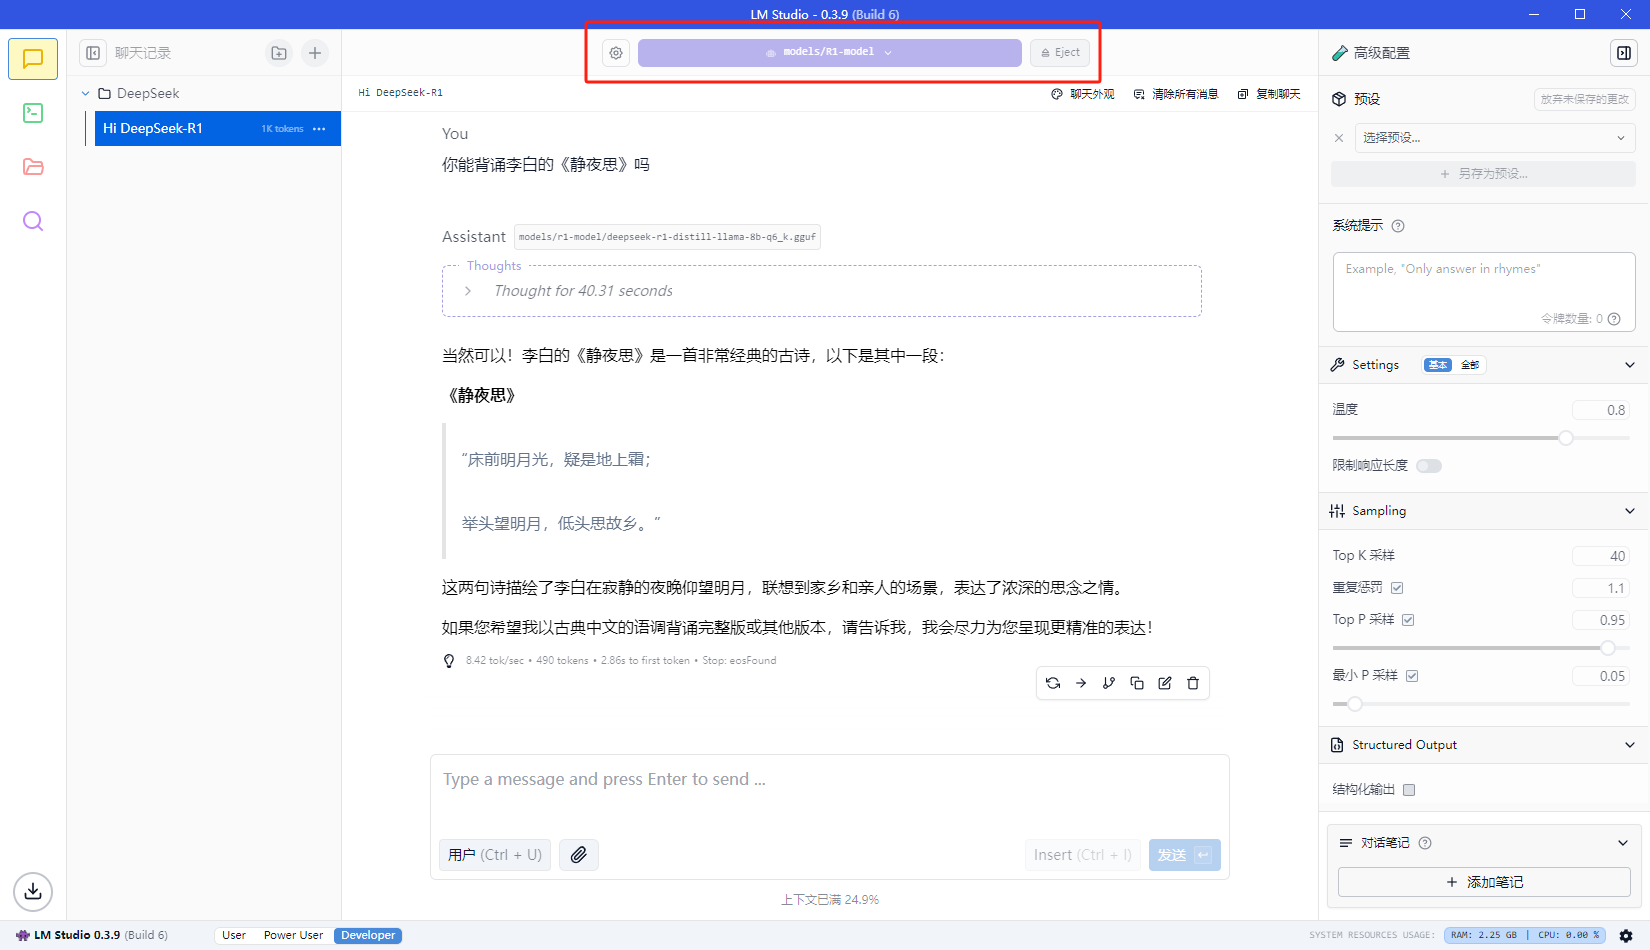 LM Studio - 0.3.9 (Build 6)
聊天记录
models/R1-model
Eject
高级配置
DeepSeek
Hi DeepSeek-R1
1K tokens
Hi DeepSeek-R1
聊天外观
清除所有消息
复制聊天
You
你能背诵李白的《静夜思》吗
Assistant
models/r1-model/deepseek-r1-distill-llama-8b-q6_k.gguf
Thoughts
Thought for 40.31 seconds
当然可以！李白的《静夜思》是一首非常经典的古诗，以下是其中一段：
《静夜思》
“床前明月光，疑是地上霜；
举头望明月，低头思故乡。”
这两句诗描绘了李白在寂静的夜晚仰望明月，联想到家乡和亲人的场景，表达了浓深的思念之情。
如果您希望我以古典中文的语调背诵完整版或其他版本，请告诉我，我会尽力为您呈现更精准的表达！
8.42 tok/sec • 490 tokens • 2.86s to first token • Stop: eosFound
Type a message and press Enter to send ...
用户 (Ctrl + U)
Insert (Ctrl + I)
发送
上下文已满 24.9%
预设
放弃未保存的更改
选择预设...
+ 另存为预设...
系统提示
Example, "Only answer in rhymes"
令牌数量: 0
Settings
基本
全部
温度
0.8
限制响应长度
Sampling
Top K 采样
40
重复惩罚
1.1
Top P 采样
0.95
最小 P 采样
0.05
Structured Output
结构化输出
对话笔记
+ 添加笔记
LM Studio 0.3.9 (Build 6)
User
Power User
Developer
SYSTEM RESOURCES USAGE:
RAM: 2.25 GB | CPU: 0.00 %